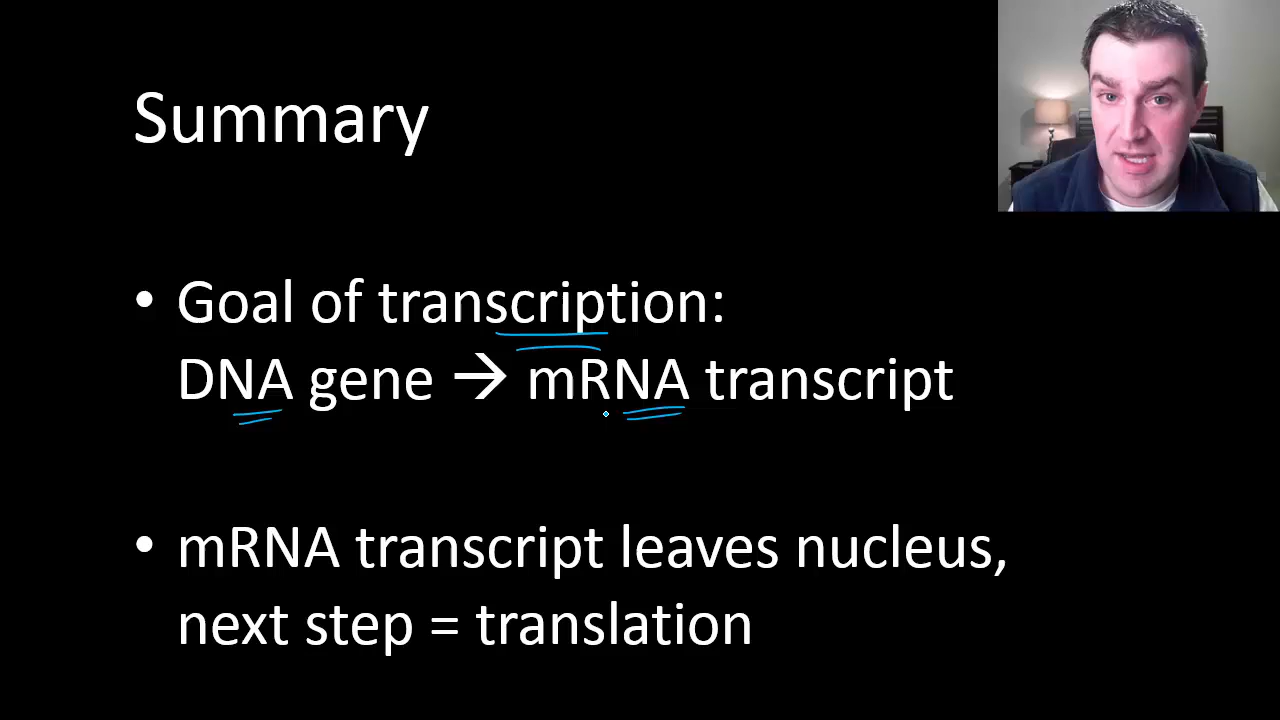 Summary
• Goal of transcription:
DNA gene → mRNA transcript
• mRNA transcript leaves nucleus,
next step = translation